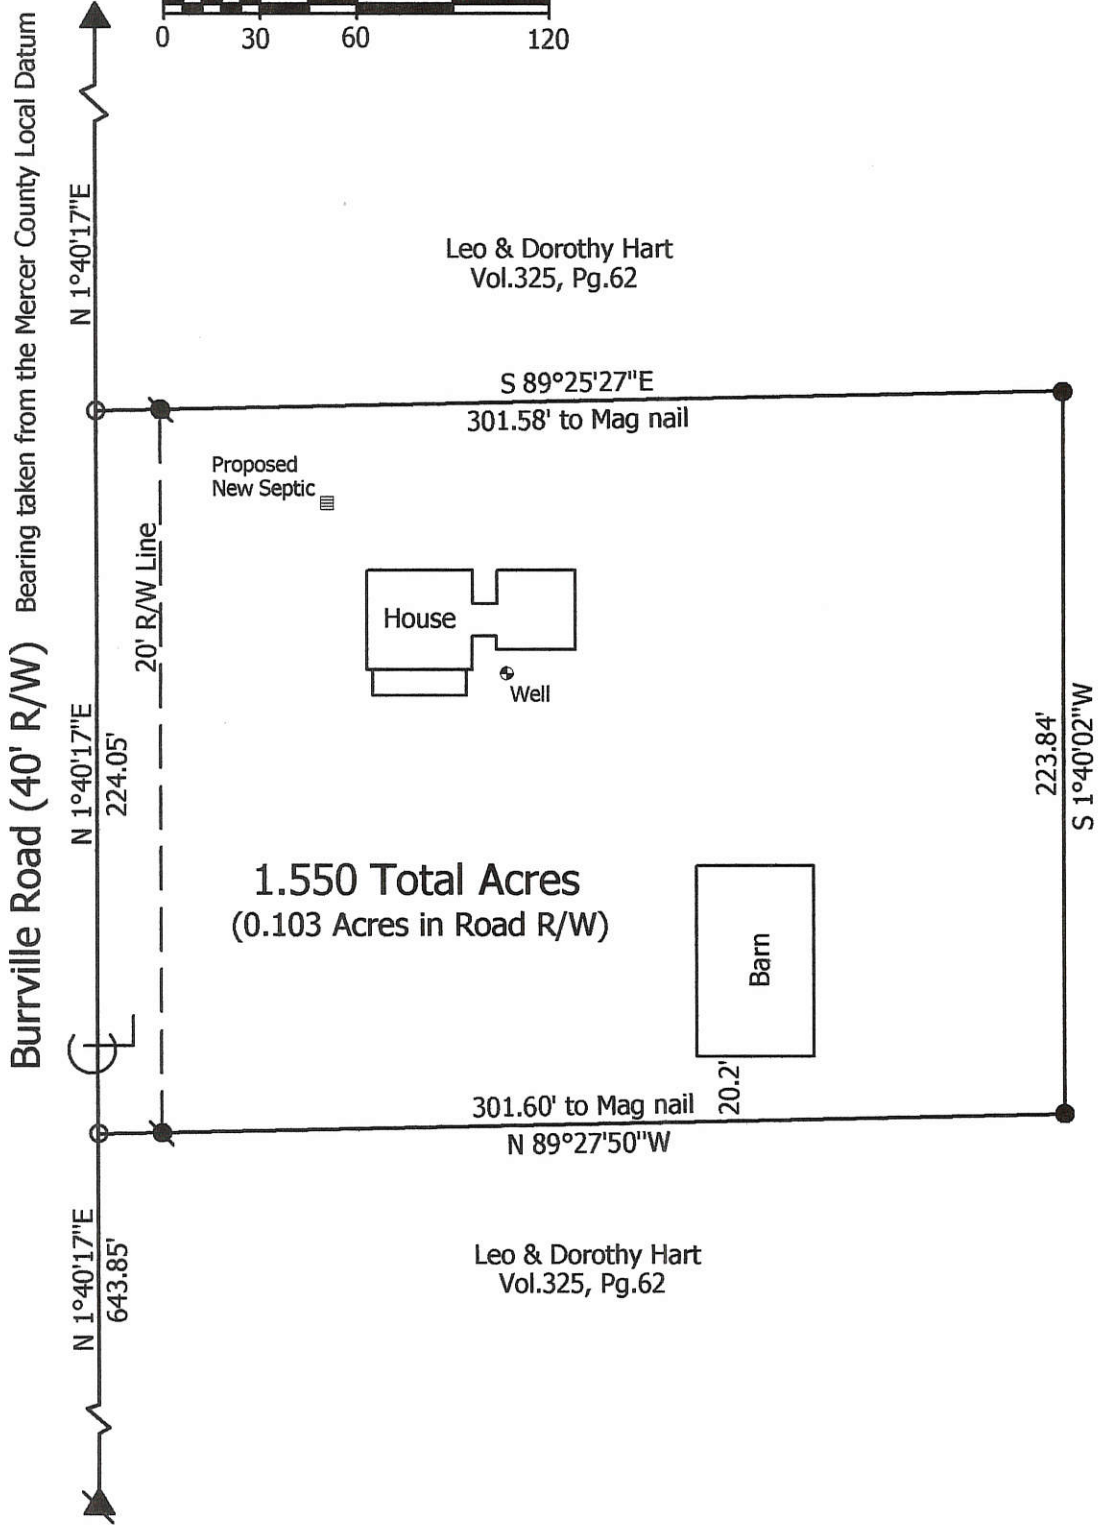 0 30 60 120
Burrville Road (40' R/W) Bearing taken from the Mercer County Local Datum
N 1°40'17"E
Leo & Dorothy Hart
Vol.325, Pg.62
S 89°25'27"E
301.58' to Mag nail
Proposed
New Septic
20' R/W Line
House
Well
N 1°40'17"E
224.05'
223.84'
S 1°40'02"W
1.550 Total Acres
(0.103 Acres in Road R/W)
Barn
20.2'
301.60' to Mag nail
N 89°27'50"W
N 1°40'17"E
643.85'
Leo & Dorothy Hart
Vol.325, Pg.62